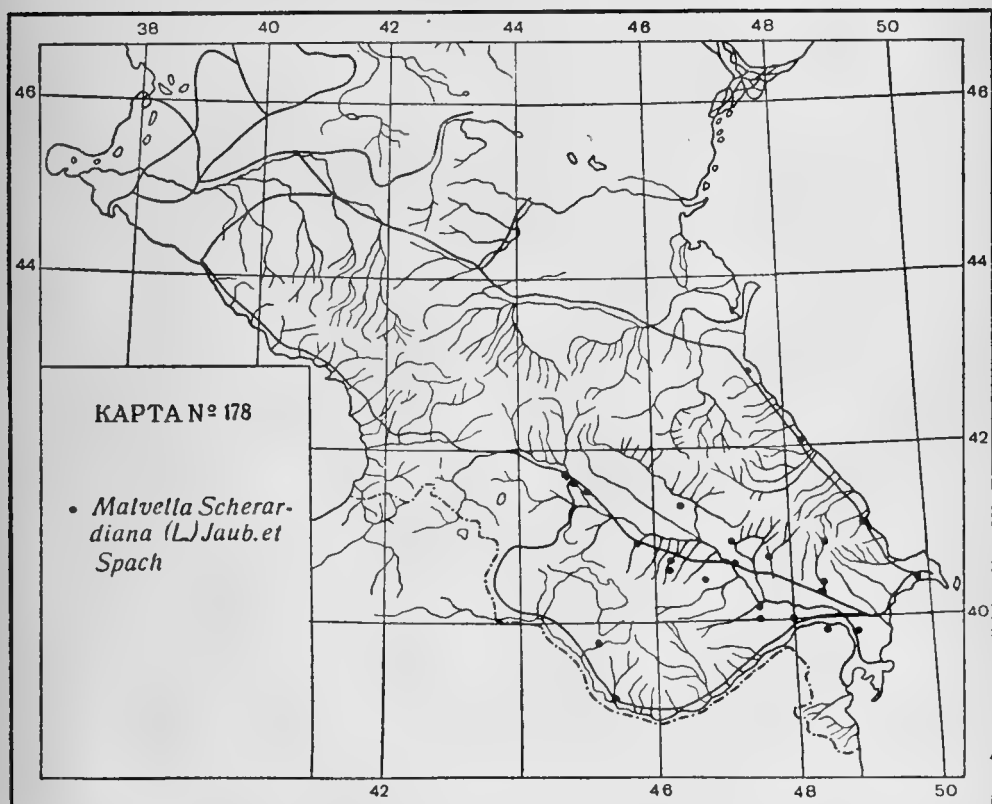 38 40 42 44 46 48 50
46 46
44 44
42
40
КАРТА № 178
• Malvella Scherar-
diana (L.) Jaub. et
Spach
42 44 46 48 50